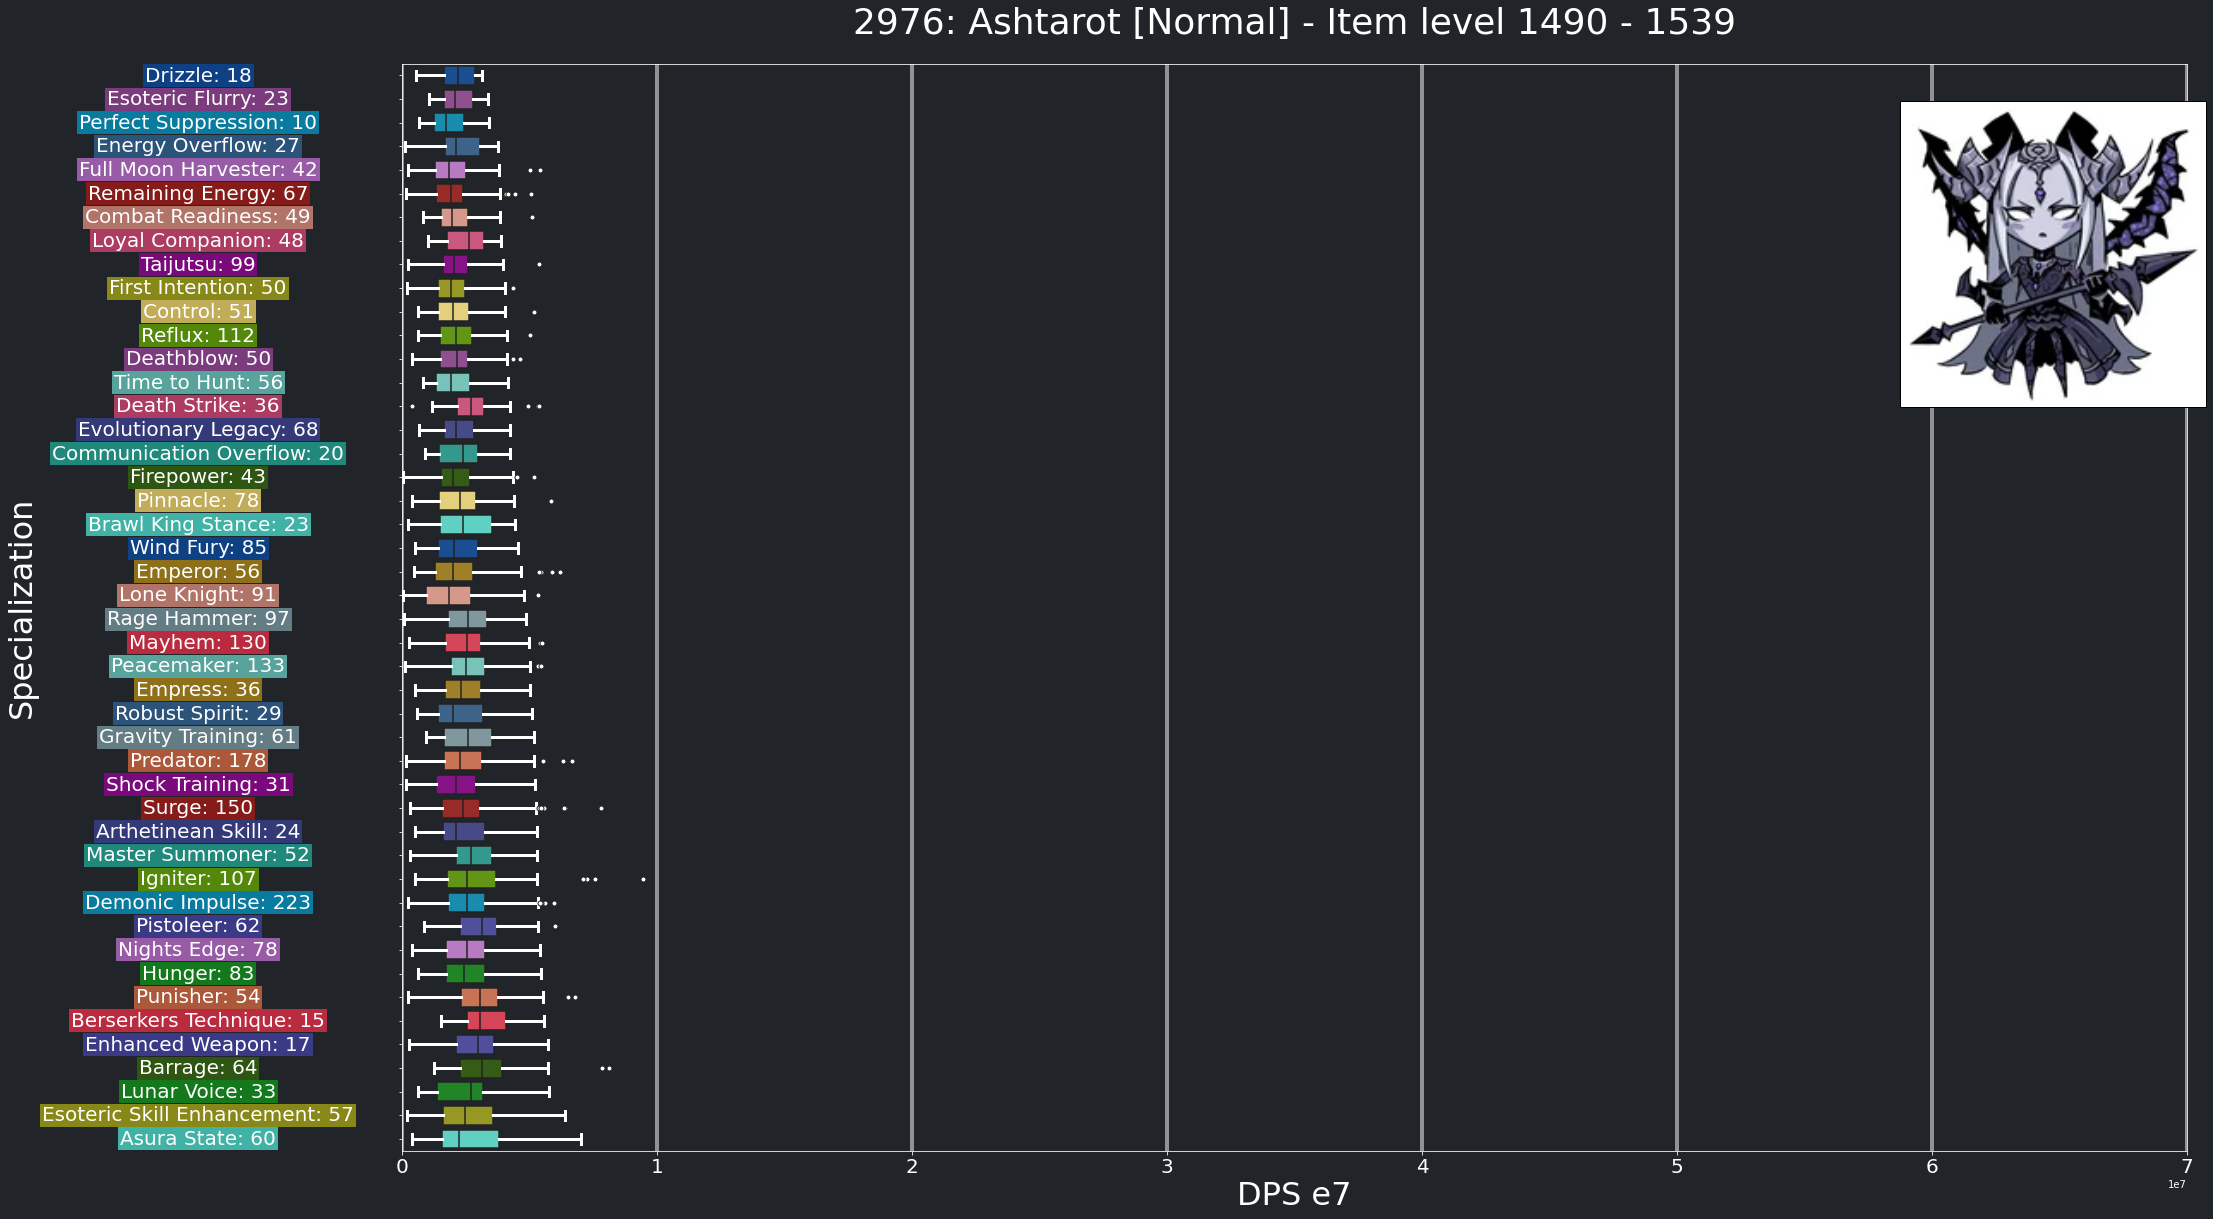 2976: Ashtarot [Normal] - Item level 1490 - 1539
Specialization
Drizzle: 18
Esoteric Flurry: 23
Perfect Suppression: 10
Energy Overflow: 27
Full Moon Harvester: 42
Remaining Energy: 67
Combat Readiness: 49
Loyal Companion: 48
Taijutsu: 99
First Intention: 50
Control: 51
Reflux: 112
Deathblow: 50
Time to Hunt: 56
Death Strike: 36
Evolutionary Legacy: 68
Communication Overflow: 20
Firepower: 43
Pinnacle: 78
Brawl King Stance: 23
Wind Fury: 85
Emperor: 56
Lone Knight: 91
Rage Hammer: 97
Mayhem: 130
Peacemaker: 133
Empress: 36
Robust Spirit: 29
Gravity Training: 61
Predator: 178
Shock Training: 31
Surge: 150
Arthetinean Skill: 24
Master Summoner: 52
Igniter: 107
Demonic Impulse: 223
Pistoleer: 62
Nights Edge: 78
Hunger: 83
Punisher: 54
Berserkers Technique: 15
Enhanced Weapon: 17
Barrage: 64
Lunar Voice: 33
Esoteric Skill Enhancement: 57
Asura State: 60
0 1 2 3 4 5 6 7
1e7
DPS e7